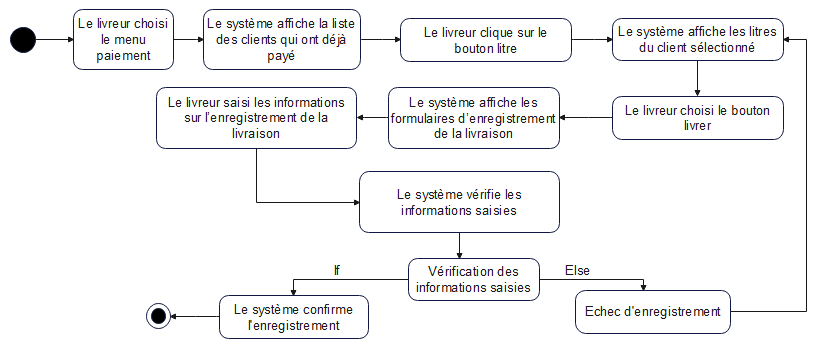 Le livreur choisi
le menu
paiement
Le système affiche la liste
des clients qui ont déjà
payé
Le livreur clique sur le
bouton litre
Le système affiche les litres
du client sélectionné
Le livreur saisi les informations
sur l'enregistrement de la
livraison
Le système affiche les
formulaires d'enregistrement
de la livraison
Le livreur choisi le bouton
livrer
Le système vérifie les
informations saisies
If
Vérification des
informations saisies
Else
Le système confirme
l'enregistrement
Echec d'enregistrement